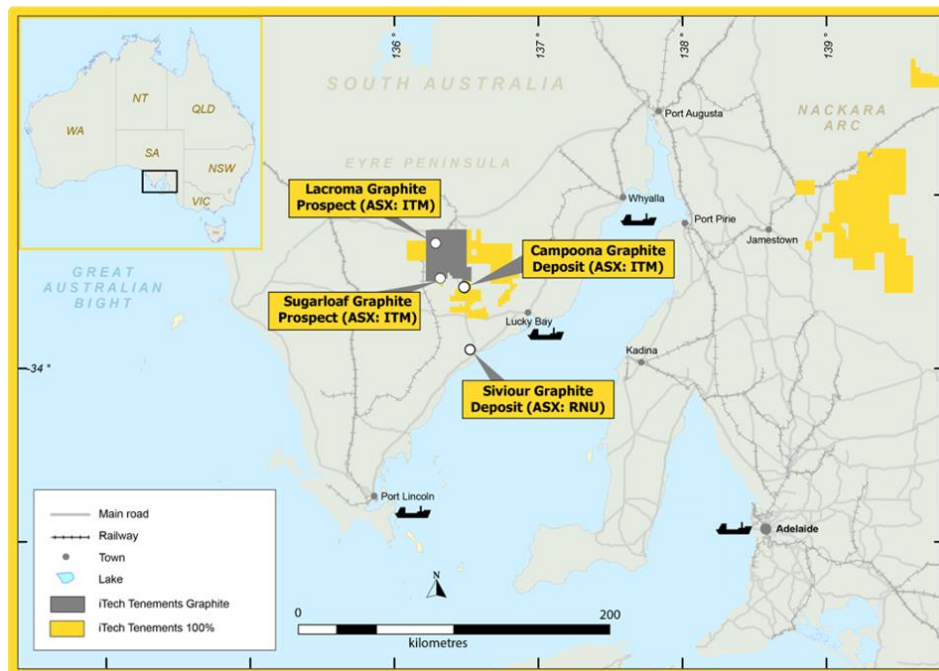 136 °
137 °
138 °
139 °
NT
QLD
WA
SA
NSW
VIC
TAS
SOUTH AUSTRALIA
NACKARA
ARC
Port Augusta
EYRE PENINSULA
Lacroma Graphite
Prospect (ASX: ITM)
Whyalla
Port Pirie
Jamestown
Campoona Graphite
Deposit (ASX: ITM)
GREAT
AUSTRALIAN
BIGHT
Sugarloaf Graphite
Prospect (ASX: ITM)
Lucky Bay
Kadina
-34 °
Siviour Graphite
Deposit (ASX: RNU)
Port Lincoln
Adelaide
Main road
Railway
Town
Lake
iTech Tenements Graphite
iTech Tenements 100%
N
0
200
kilometres